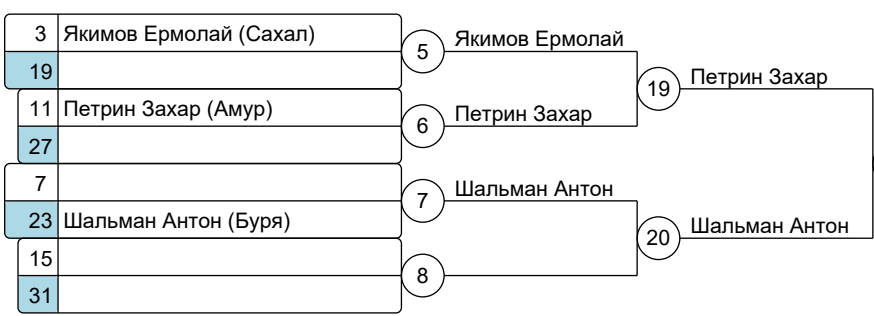 3 Якимов Ермолай (Сахал)
19
11 Петрин Захар (Амур)
27
7
23 Шальман Антон (Буря)
15
31
5 Якимов Ермолай
6 Петрин Захар
7 Шальман Антон
8
19 Петрин Захар
20 Шальман Антон